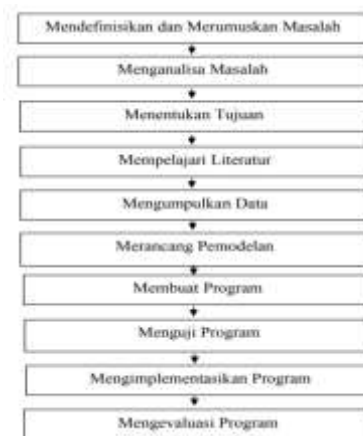 Mendefinisikan dan Merumuskan Masalah
Menganalisa Masalah
Menentukan Tujuan
Mempelajari Literatur
Mengumpulkan Data
Merancang Pemodelan
Membuat Program
Menguji Program
Mengimplementasikan Program
Mengevaluasi Program